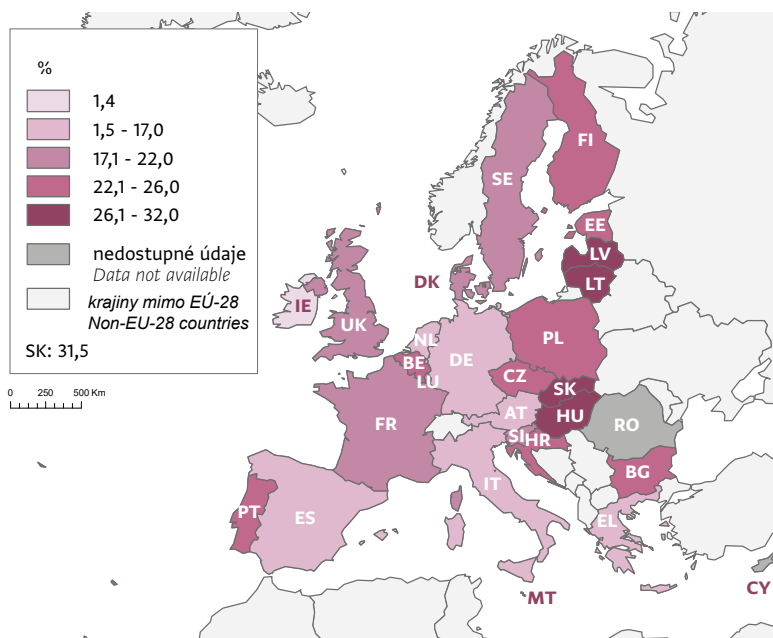 %
1,4
1,5 - 17,0
17,1 - 22,0
22,1 - 26,0
26,1 - 32,0
nedostupné údaje
Data not available
krajiny mimo EÚ-28
Non-EU-28 countries
SK: 31,5
0 250 500 Km
FI
SE
EE
LV
DK
LT
IE
UK
NL
PL
BE
DE
LU
CZ
SK
AT
HU
FR
SI
HR
RO
BG
IT
PT
ES
EL
MT
CY